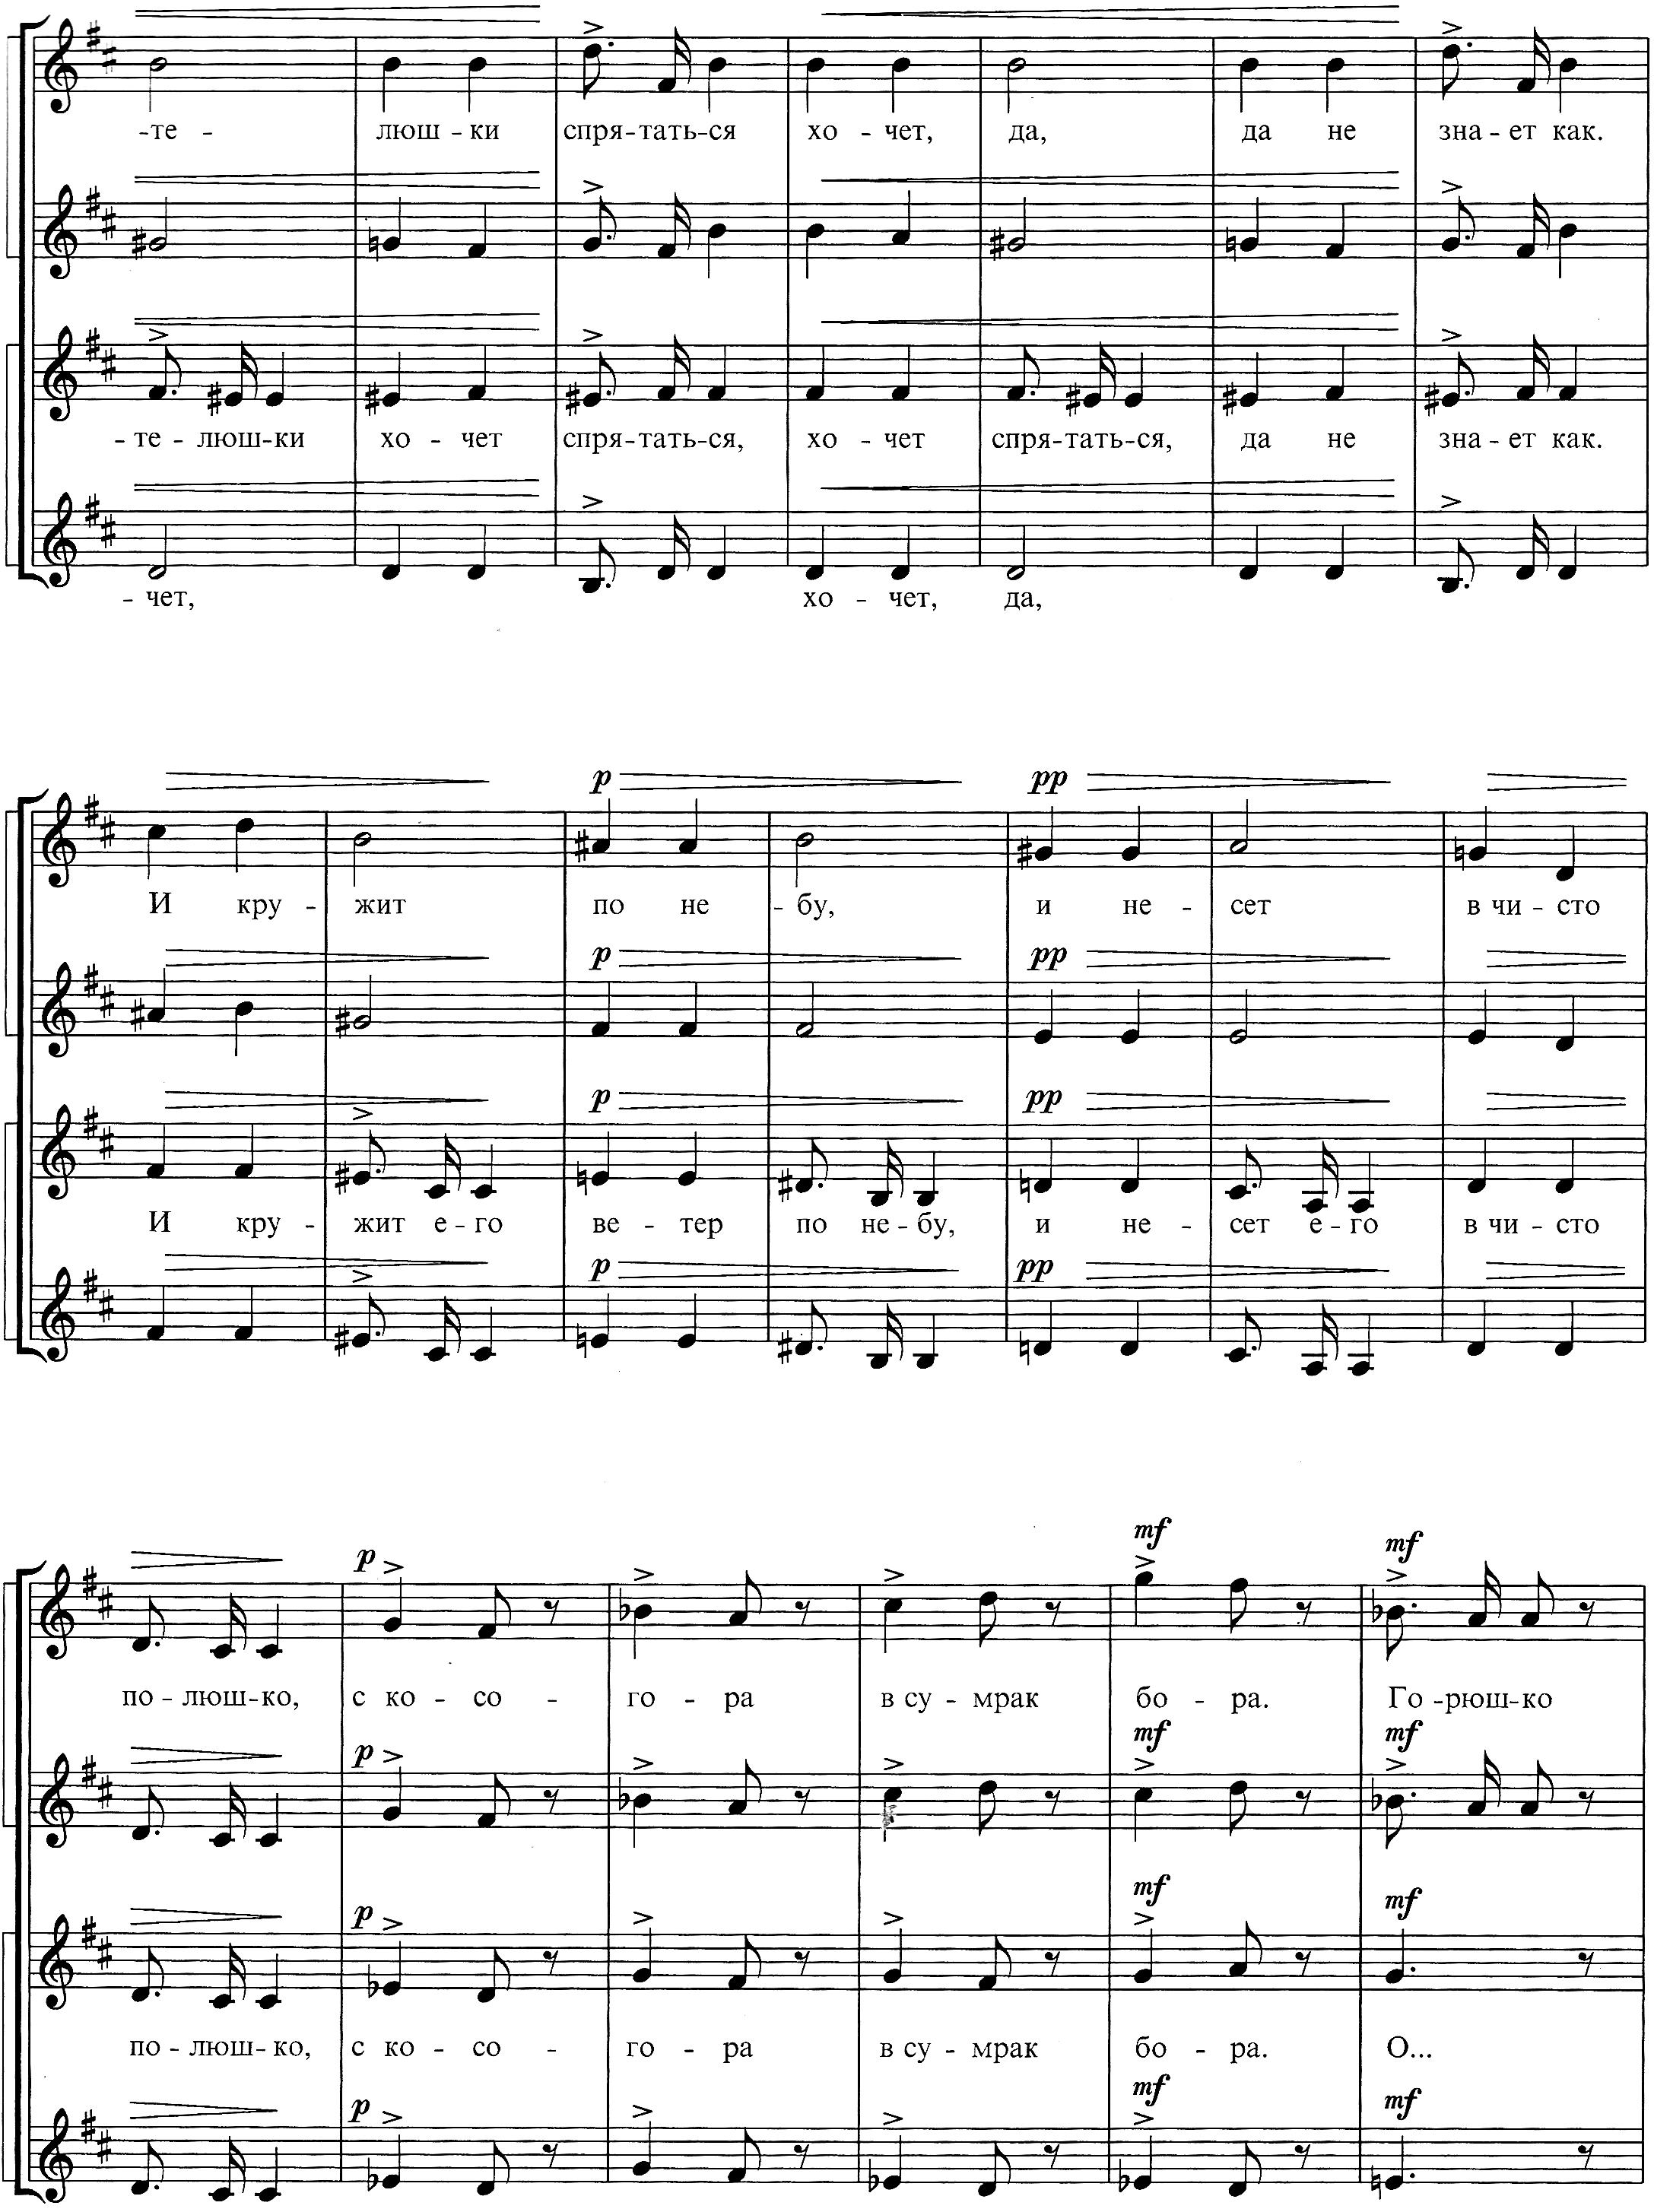 -те - люш - ки спря-тать-ся хо - чет, да, да не зна - ет как.
- те - люш-ки хо - чет спря-тать-ся, хо - чет спря-тать-ся, да не зна - ет как.
- чет, хо - чет, да,
p pp
И кру - жит по не - бу, и не - сет в чи - сто
p pp
p pp
И кру - жит е - го ве - тер по не - бу, и не - сет е - го в чи - сто
p pp
p mf mf
по - люш-ко, с ко - со - го - ра в су - мрак бо - ра. Го -рюш-ко
p mf mf
p mf mf
по - люш- ко, с ко - со - го - ра в су - мрак бо - ра. О...
p mf mf